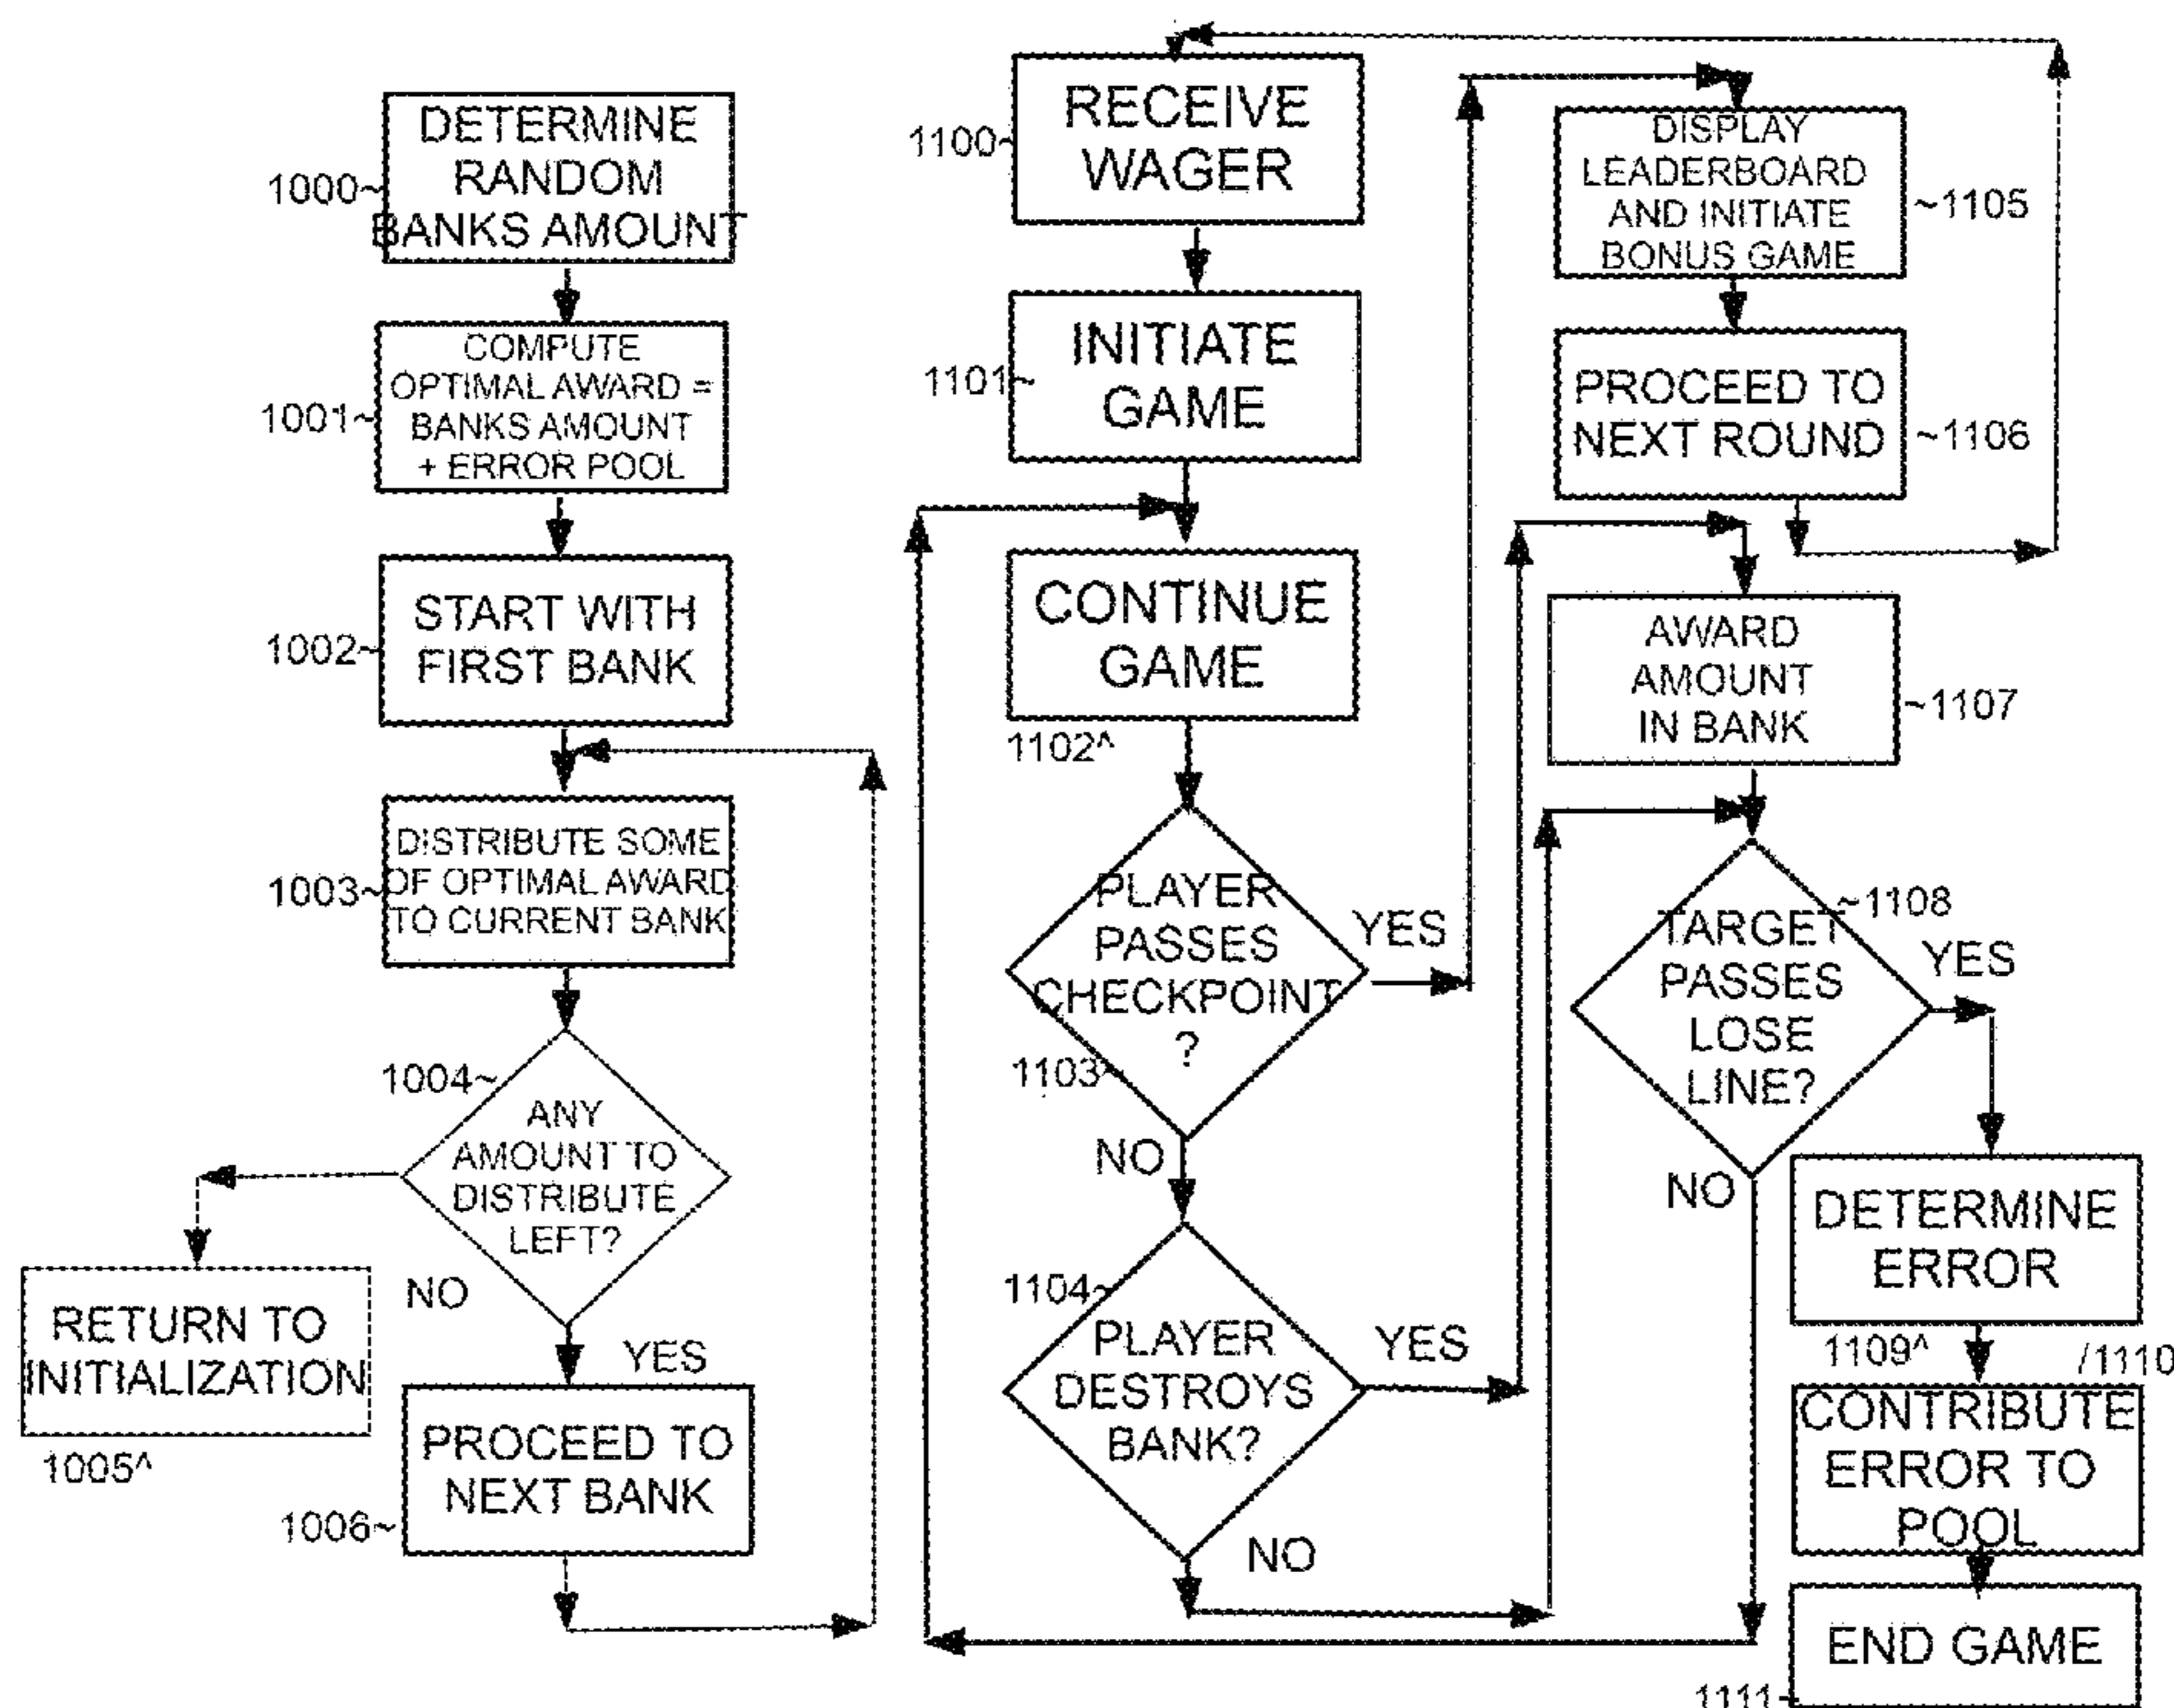 1000~
DETERMINE
RANDOM
BANKS AMOUNT
1001~
COMPUTE
OPTIMAL AWARD =
BANKS AMOUNT
+ ERROR POOL
1002~
START WITH
FIRST BANK
1003~
DISTRIBUTE SOME
OF OPTIMAL AWARD
TO CURRENT BANK
1004~
ANY
AMOUNT TO
DISTRIBUTE
LEFT?
NO
YES
RETURN TO
INITIALIZATION
1005^
PROCEED TO
NEXT BANK
1006~
1100~
RECEIVE
WAGER
1101~
INITIATE
GAME
CONTINUE
GAME
1102^
PLAYER
PASSES
CHECKPOINT
?
1103~
YES
NO
1104~
PLAYER
DESTROYS
BANK?
YES
NO
DISPLAY
LEADERBOARD
AND INITIATE
BONUS GAME
~1105
PROCEED TO
NEXT ROUND
~1106
AWARD
AMOUNT
IN BANK
~1107
~1108
TARGET
PASSES
LOSE
LINE?
YES
NO
DETERMINE
ERROR
1109^
/1110
CONTRIBUTE
ERROR TO
POOL
END GAME
1111~